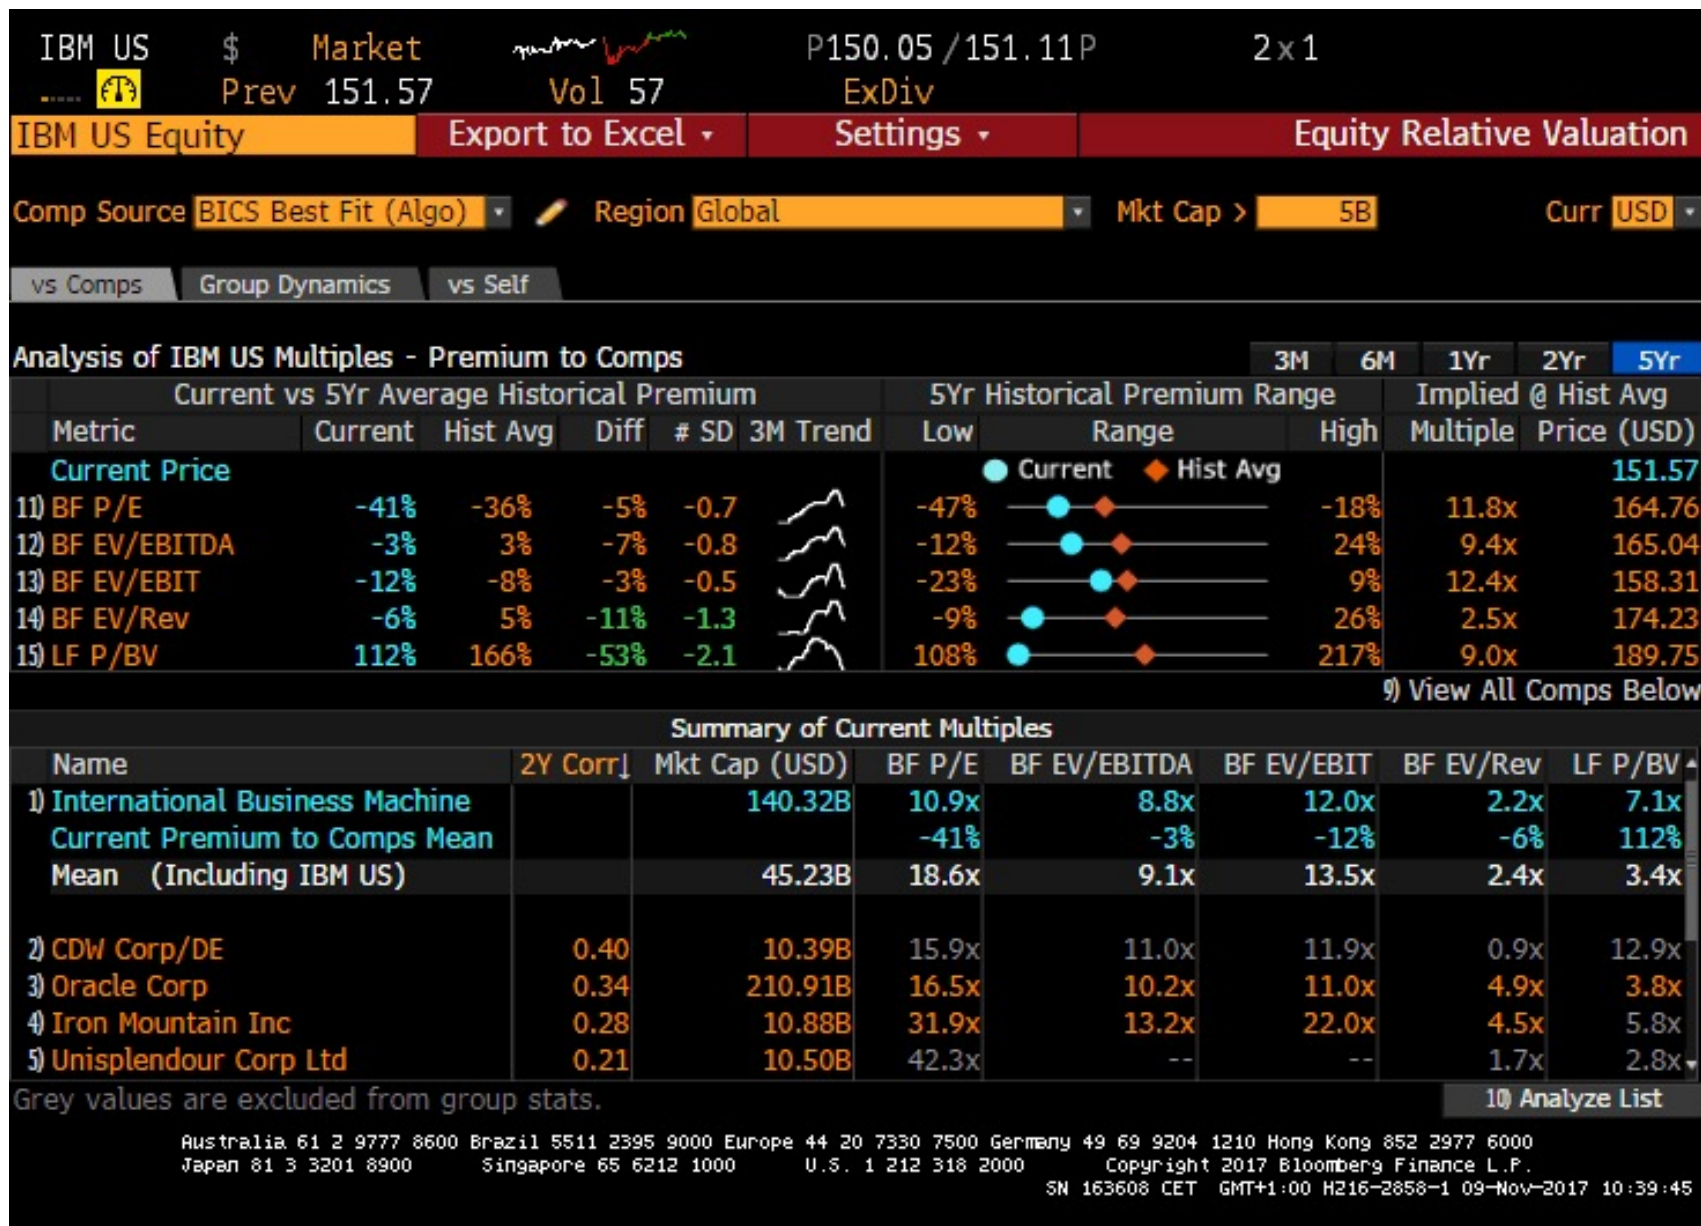 IBM US $ Market P150.05/151.11P 2x1
Prev 151.57 Vol 57 ExDiv
IBM US Equity Export to Excel Settings Equity Relative Valuation
Comp Source BICS Best Fit (Algo) Region Global Mkt Cap > 5B Curr USD
vs Comps Group Dynamics vs Self
Analysis of IBM US Multiples - Premium to Comps 3M 6M 1Yr 2Yr 5Yr
Current vs 5Yr Average Historical Premium 5Yr Historical Premium Range Implied @ Hist Avg
Metric Current Hist Avg Diff # SD 3M Trend Low Range High Multiple Price (USD)
Current Price Current Hist Avg 151.57
11) BF P/E -41% -36% -5% -0.7 -47% -18% 11.8x 164.76
12) BF EV/EBITDA -3% 3% -7% -0.8 -12% 24% 9.4x 165.04
13) BF EV/EBIT -12% -8% -3% -0.5 -23% 9% 12.4x 158.31
14) BF EV/Rev -6% 5% -11% -1.3 -9% 26% 2.5x 174.23
15) LF P/BV 112% 166% -53% -2.1 108% 217% 9.0x 189.75
9) View All Comps Below
Summary of Current Multiples
Name 2Y Corr↓ Mkt Cap (USD) BF P/E BF EV/EBITDA BF EV/EBIT BF EV/Rev LF P/BV
1) International Business Machine 140.32B 10.9x 8.8x 12.0x 2.2x 7.1x
Current Premium to Comps Mean -41% -3% -12% -6% 112%
Mean (Including IBM US) 45.23B 18.6x 9.1x 13.5x 2.4x 3.4x
2) CDW Corp/DE 0.40 10.39B 15.9x 11.0x 11.9x 0.9x 12.9x
3) Oracle Corp 0.34 210.91B 16.5x 10.2x 11.0x 4.9x 3.8x
4) Iron Mountain Inc 0.28 10.88B 31.9x 13.2x 22.0x 4.5x 5.8x
5) Unisplendour Corp Ltd 0.21 10.50B 42.3x -- -- 1.7x 2.8x
Grey values are excluded from group stats. 10) Analyze List
Australia 61 2 9777 8600 Brazil 5511 2395 9000 Europe 44 20 7330 7500 Germany 49 69 9204 1210 Hong Kong 852 2977 6000
Japan 81 3 3201 8900 Singapore 65 6212 1000 U.S. 1 212 318 2000 Copyright 2017 Bloomberg Finance L.P.
SN 163608 CET GMT+1:00 H216-2858-1 09-Nov-2017 10:39:45